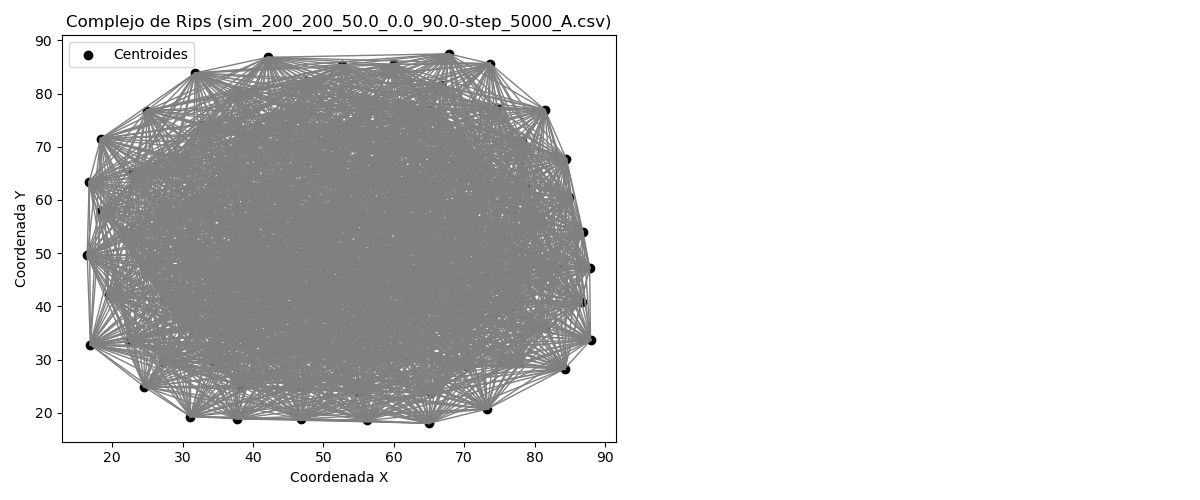 Complejo de Rips (sim_200_200_50.0_0.0_90.0-step_5000_A.csv)
Centroides
90
80
70
60
50
40
30
20
Coordenada Y
20 30 40 50 60 70 80 90
Coordenada X